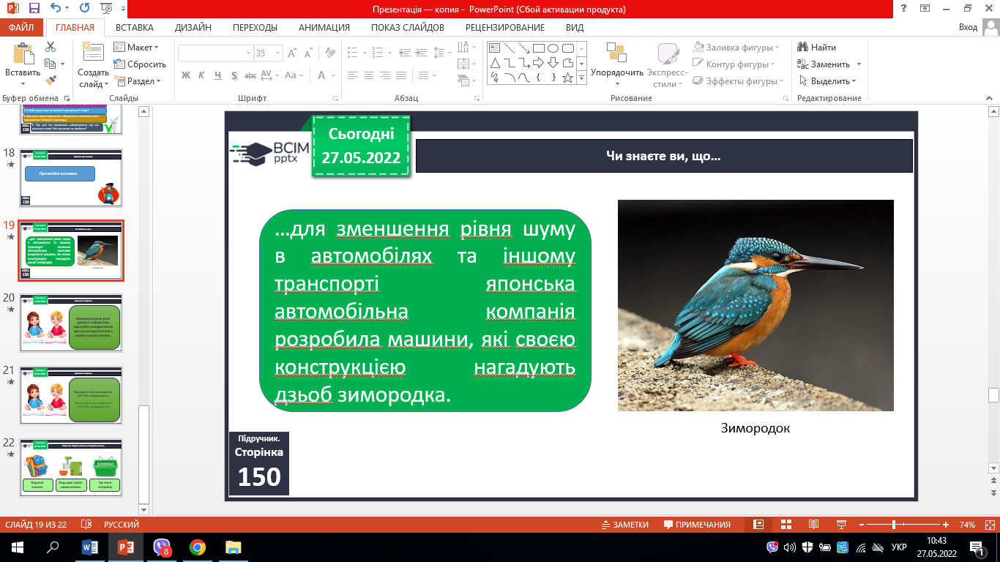 Презентація — копия - PowerPoint (Сбой активации продукта)
ФАЙЛ ГЛАВНАЯ ВСТАВКА ДИЗАЙН ПЕРЕХОДЫ АНИМАЦИЯ ПОКАЗ СЛАЙДОВ РЕЦЕНЗИРОВАНИЕ ВИД Вход
Вставить
Создать слайд
Макет
Сбросить
Раздел
35
Ж К Ч S abc AV Aa A
Упорядочить
Экспресс-стили
Заливка фигуры
Контур фигуры
Эффекты фигуры
Найти
Заменить
Выделить
Буфер обмена Слайды Шрифт Абзац Рисование Редактирование
18
Прочитайте висновок.
150
19
20
21
22
Сьогодні
27.05.2022
BCIM
pptx
Чи знаєте ви, що...
...для зменшення рівня шуму
в автомобілях та іншому
транспорті японська
автомобільна компанія
розробила машини, які своєю
конструкцією нагадують
дзьоб зимородка.
Зимородок
Підручник.
Сторінка
150
СЛАЙД 19 ИЗ 22 РУССКИЙ ЗАМЕТКИ ПРИМЕЧАНИЯ 74%
8
УКР
10:43
27.05.2022
1